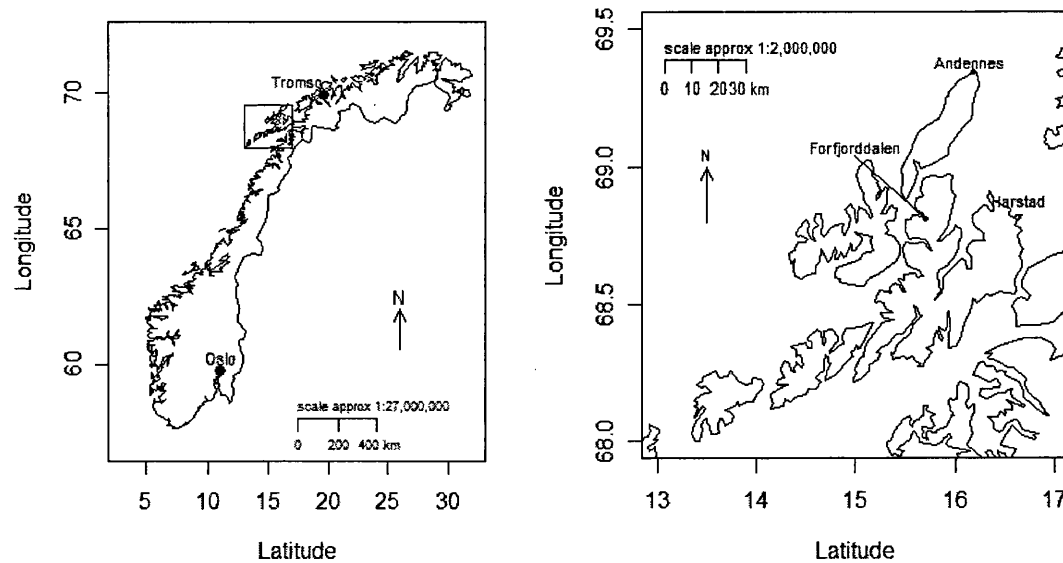 Tromsø
Oslo
N
scale approx 1:27,000,000
0 200 400 km
70
65
60
5 10 15 20 25 30
Longitude
Latitude
scale approx 1:2,000,000
0 10 2030 km
Andennes
Forfjorddalen
Harstad
N
69.5
69.0
68.5
68.0
13 14 15 16 17
Longitude
Latitude